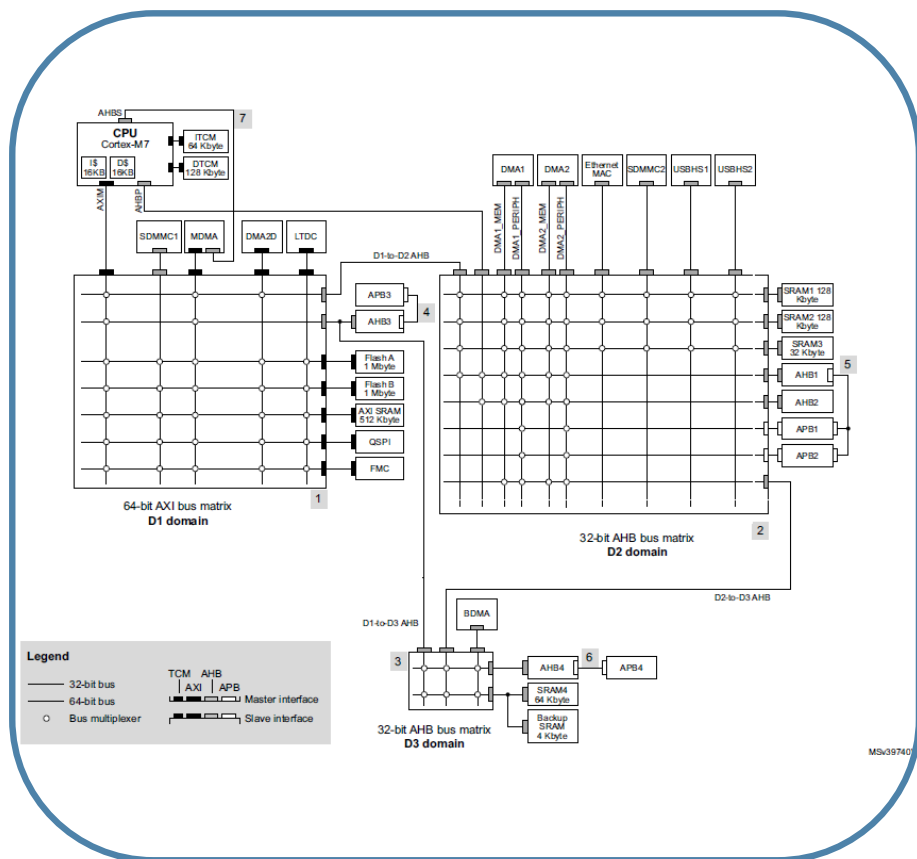 AHBS
7
CPU
Cortex-M7
I$
16KB
D$
16KB
ITCM
64 Kbyte
DTCM
128 Kbyte
AXIM
AHBP
SDMMC1
MDMA
DMA2D
LTDC
DMA1
DMA2
Ethernet
MAC
SDMMC2
USBHS1
USBHS2
DMA1_MEM
DMA1_PERIPH
DMA2_MEM
DMA2_PERIPH
D1-to-D2 AHB
APB3
AHB3
4
Flash A
1 Mbyte
Flash B
1 Mbyte
AXI SRAM
512 Kbyte
QSPI
FMC
1
64-bit AXI bus matrix
D1 domain
SRAM1 128
Kbyte
SRAM2 128
Kbyte
SRAM3
32 Kbyte
AHB1
5
AHB2
APB1
APB2
2
32-bit AHB bus matrix
D2 domain
D2-to-D3 AHB
D1-to-D3 AHB
BDMA
3
AHB4
6
APB4
SRAM4
64 Kbyte
Backup
SRAM
4 Kbyte
32-bit AHB bus matrix
D3 domain
Legend
32-bit bus
64-bit bus
Bus multiplexer
TCM AHB
AXI APB
Master interface
Slave interface